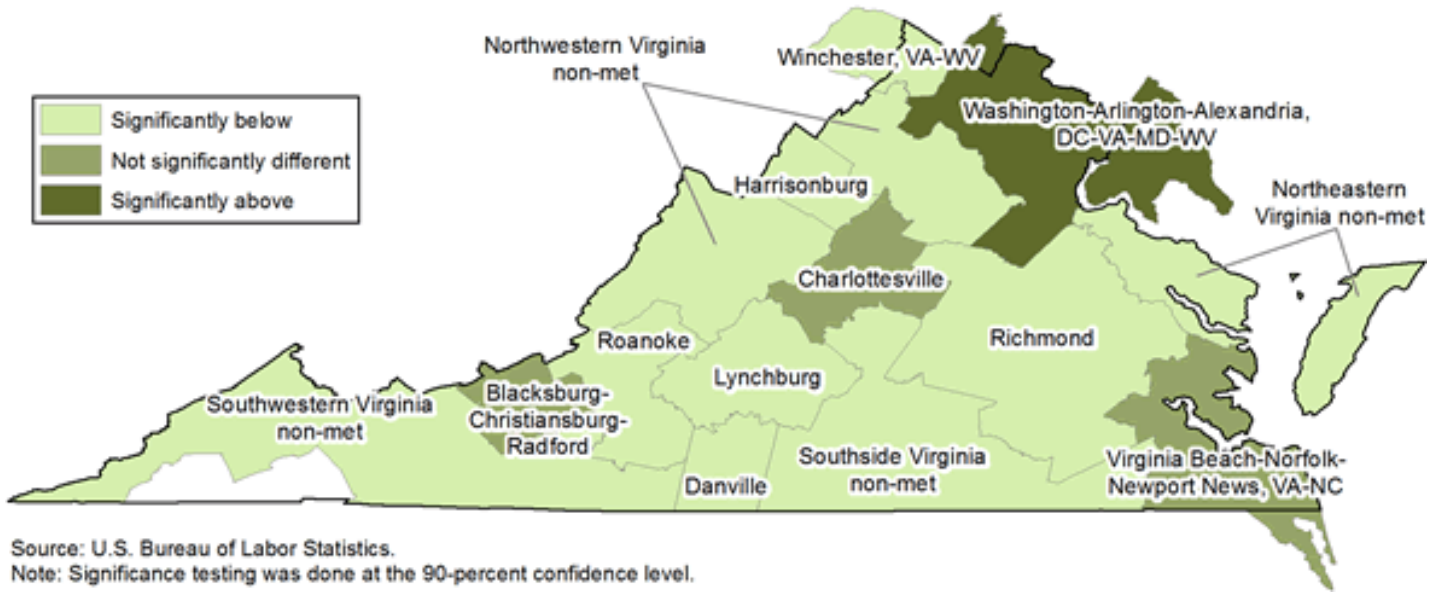 Northwestern Virginia
non-met
Winchester, VA-WV
Significantly below
Not significantly different
Significantly above
Washington-Arlington-Alexandria,
DC-VA-MD-WV
Harrisonburg
Northeastern
Virginia non-met
Charlottesville
Roanoke
Richmond
Lynchburg
Southwestern Virginia
non-met
Blacksburg-
Christiansburg-
Radford
Southside Virginia
non-met
Danville
Virginia Beach-Norfolk-
Newport News, VA-NC
Source: U.S. Bureau of Labor Statistics.
Note: Significance testing was done at the 90-percent confidence level.